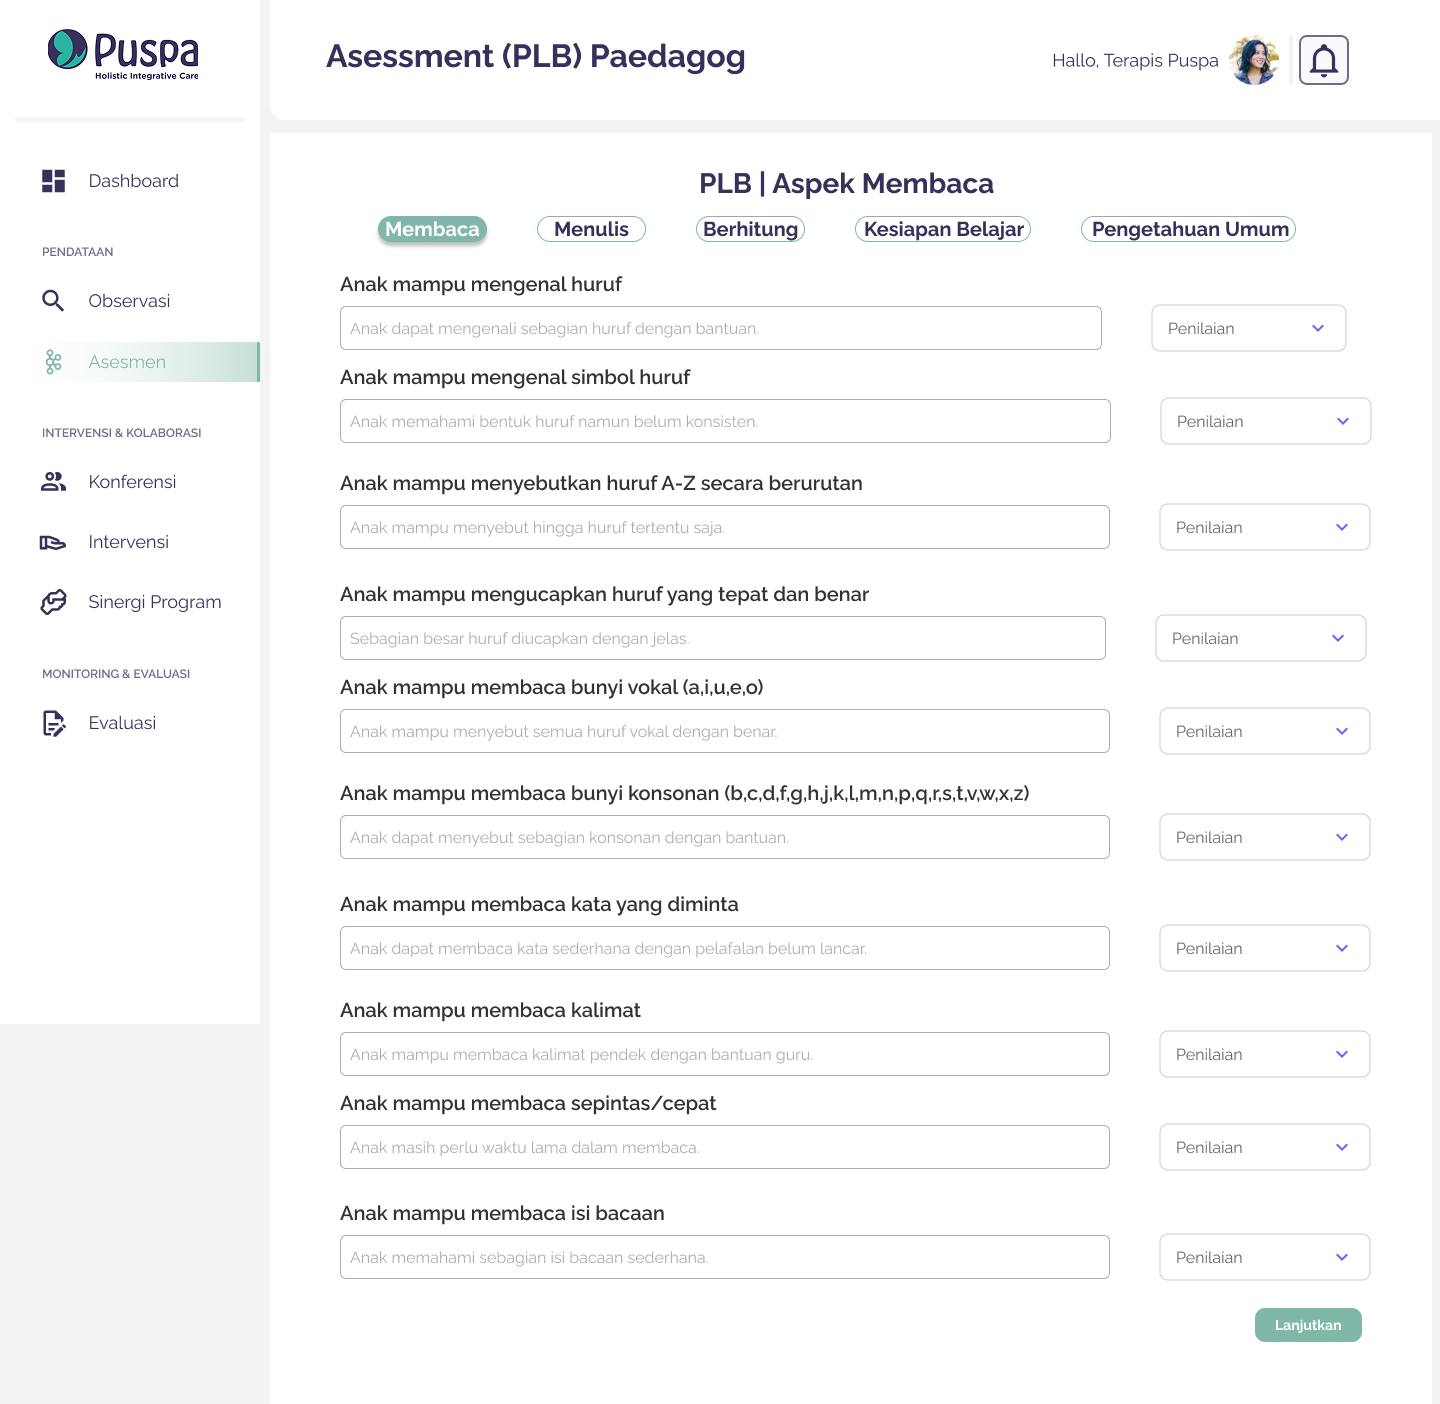 Puspa
Holistic Integrative Care
Dashboard
PENDATAAN
Observasi
Asesmen
INTERVENSI & KOLABORASI
Konferensi
Intervensi
Sinergi Program
MONITORING & EVALUASI
Evaluasi
Asessment (PLB) Paedagog
Hallo, Terapis Puspa
PLB | Aspek Membaca
Membaca Menulis Berhitung Kesiapan Belajar Pengetahuan Umum
Anak mampu mengenal huruf
Anak dapat mengenali sebagian huruf dengan bantuan. Penilaian
Anak mampu mengenal simbol huruf
Anak memahami bentuk huruf namun belum konsisten. Penilaian
Anak mampu menyebutkan huruf A-Z secara berurutan
Anak mampu menyebut hingga huruf tertentu saja. Penilaian
Anak mampu mengucapkan huruf yang tepat dan benar
Sebagian besar huruf diucapkan dengan jelas. Penilaian
Anak mampu membaca bunyi vokal (a,i,u,e,o)
Anak mampu menyebut semua huruf vokal dengan benar. Penilaian
Anak mampu membaca bunyi konsonan (b,c,d,f,g,h,j,k,l,m,n,p,q,r,s,t,v,w,x,z)
Anak dapat menyebut sebagian konsonan dengan bantuan. Penilaian
Anak mampu membaca kata yang diminta
Anak dapat membaca kata sederhana dengan pelafalan belum lancar. Penilaian
Anak mampu membaca kalimat
Anak mampu membaca kalimat pendek dengan bantuan guru. Penilaian
Anak mampu membaca sepintas/cepat
Anak masih perlu waktu lama dalam membaca. Penilaian
Anak mampu membaca isi bacaan
Anak memahami sebagian isi bacaan sederhana. Penilaian
Lanjutkan